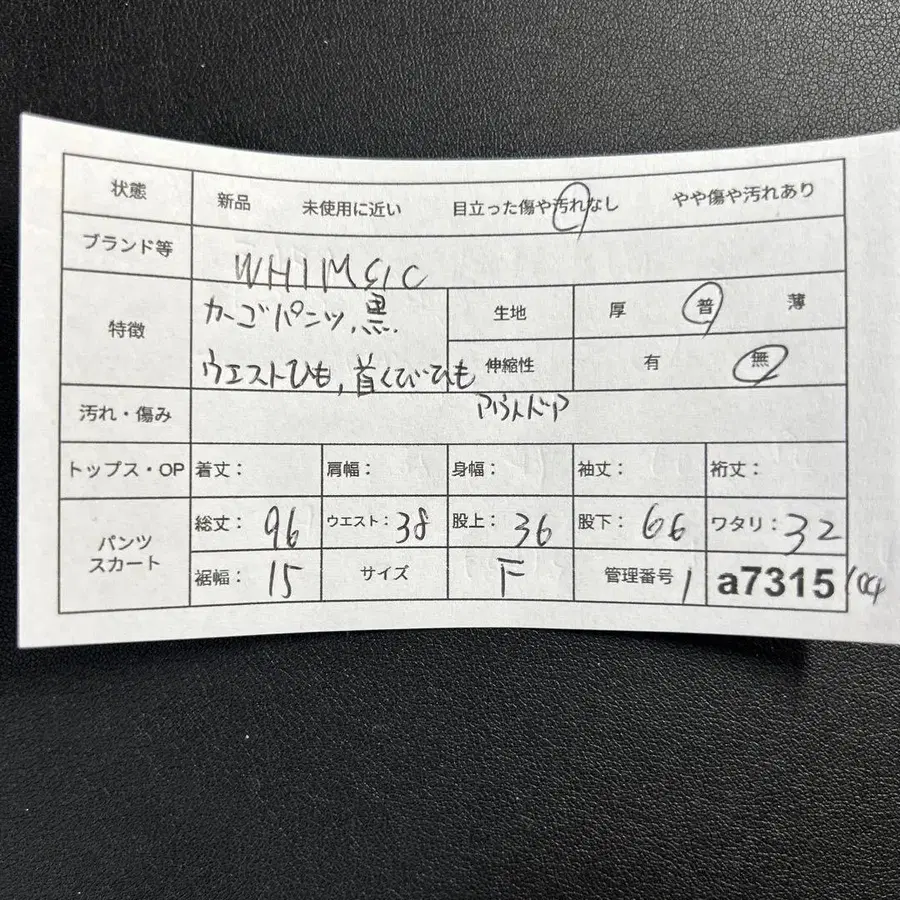 状態 新品 未使用に近い 目立った傷や汚れなし やや傷や汚れあり
ブランド等 WHIMSIC
特徴 カーゴパンツ、黒、 生地 厚 普 薄
ウエストひも、首くびひも 伸縮性 有 無
アウトドア
汚れ・傷み
トップス・OP 着丈: 肩幅: 身幅: 袖丈: 裄丈:
パンツ スカート 総丈: 96 ウエスト: 38 股上: 36 股下: 66 ワタリ: 32
裾幅: 15 サイズ F 管理番号 a7315